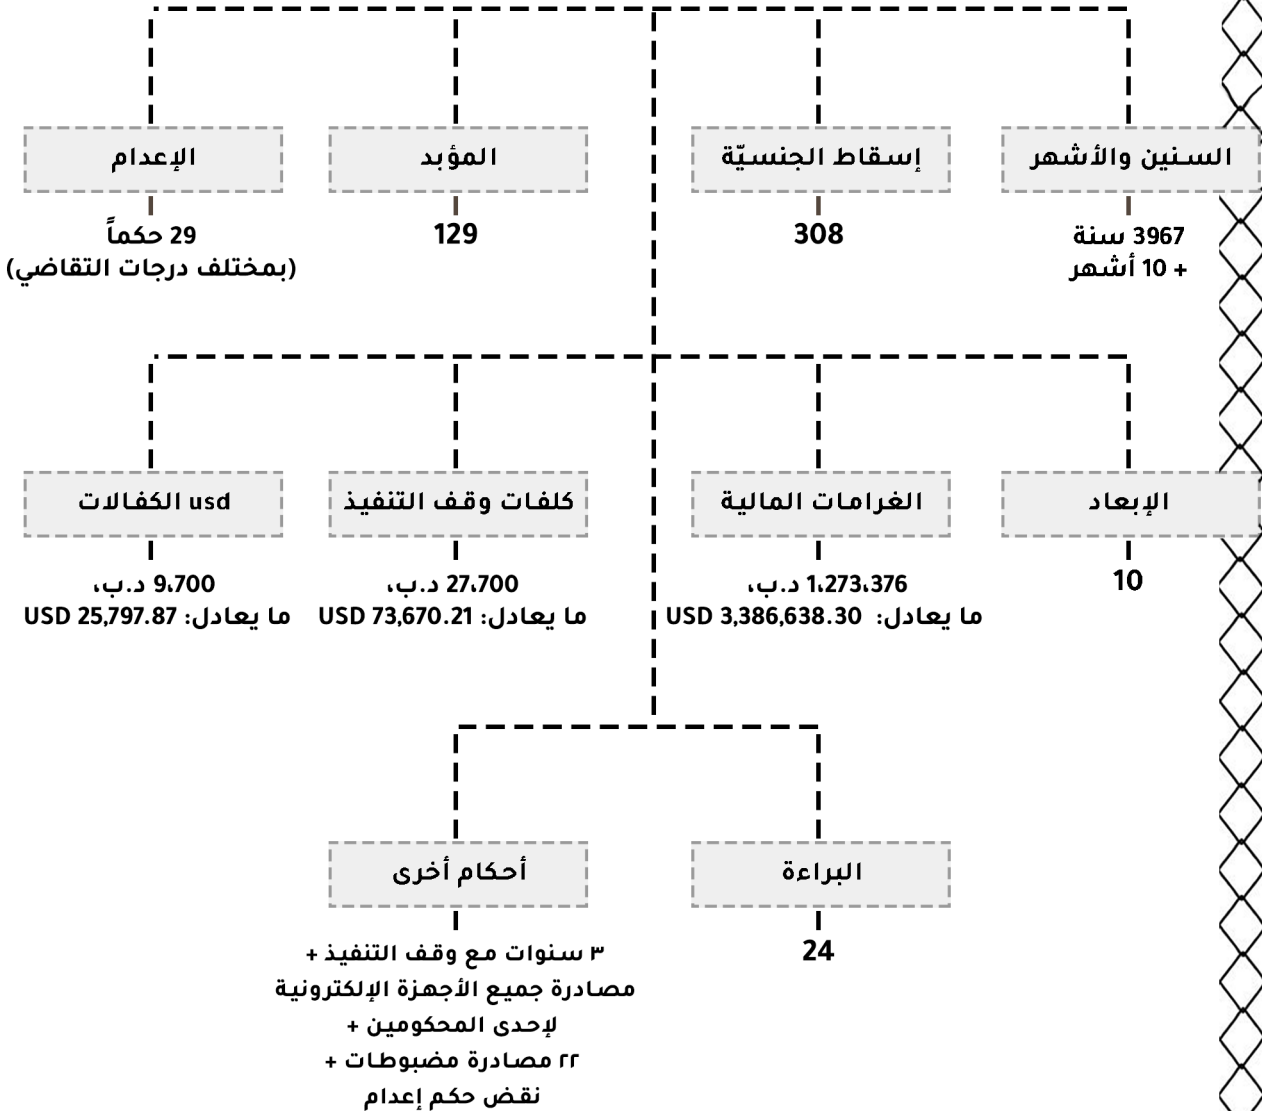 السنين والأشهر
3967 سنة
+ 10 أشهر
إسقاط الجنسيّة
308
المؤبد
129
الإعدام
29 حكماً
(بمختلف درجات التقاضي)
الإبعاد
10
الغرامات المالية
1،273،376 د.ب،
ما يعادل: USD 3,386,638.30
كلفات وقف التنفيذ
27،700 د.ب،
ما يعادل: USD 73,670.21
usd الكفالات
9،700 د.ب،
ما يعادل: USD 25,797.87
البراءة
24
أحكام أخرى
٣ سنوات مع وقف التنفيذ +
مصادرة جميع الأجهزة الإلكترونية
لإحدى المحكومين +
٢٢ مصادرة مضبوطات +
نقض حكم إعدام